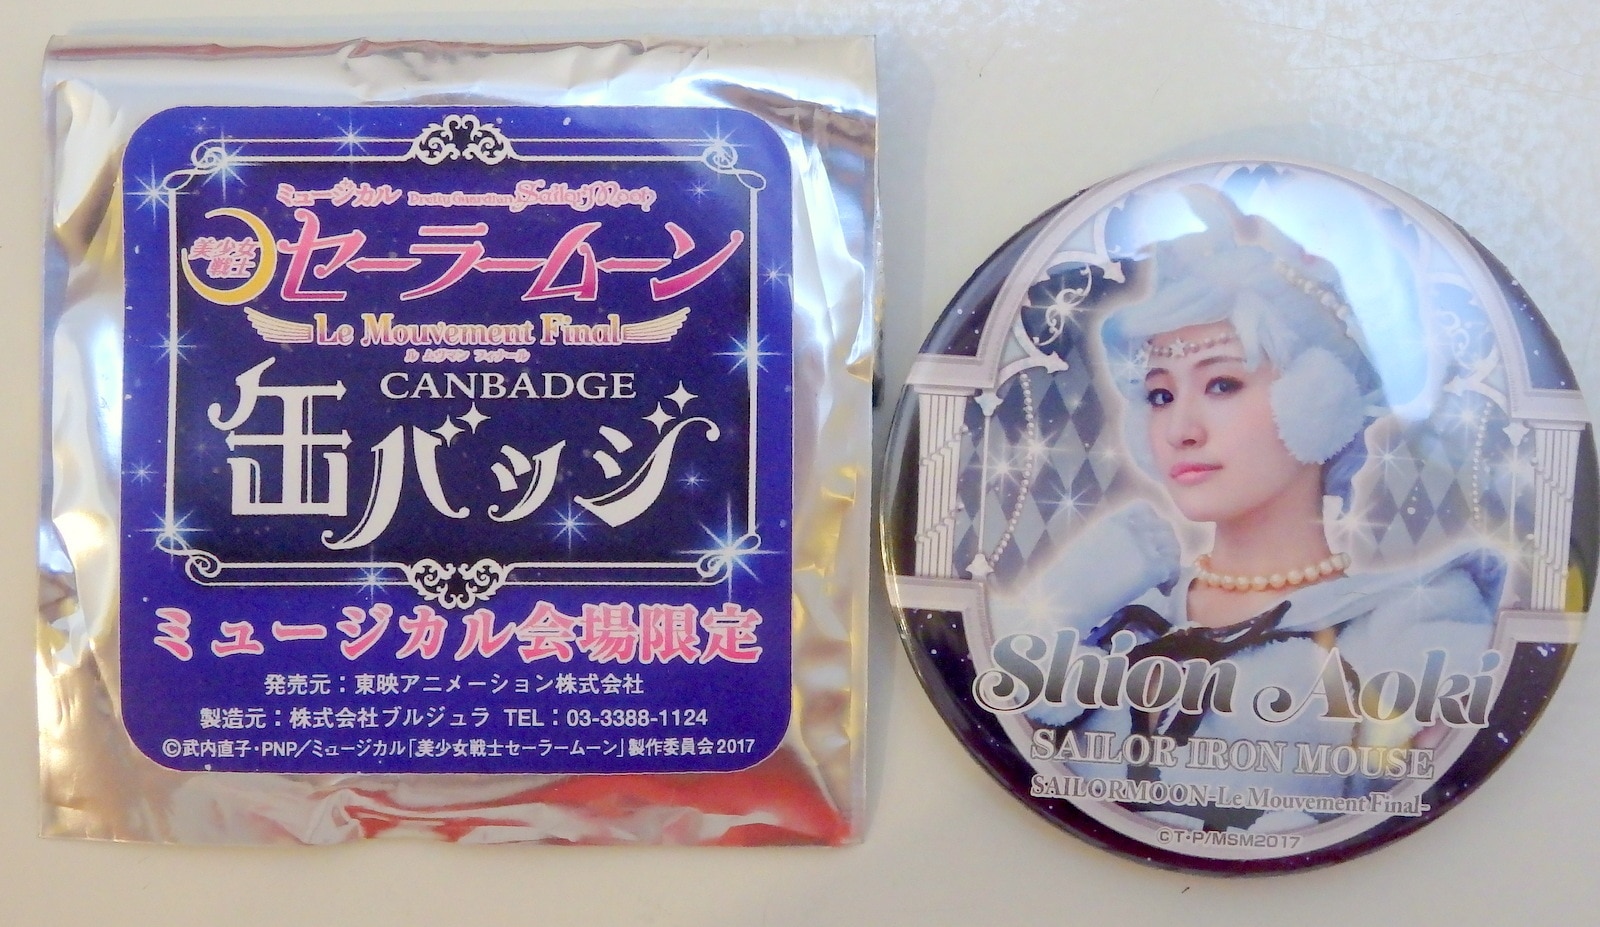 ミュージカル Pretty Guardian Sailor Moon
美少女
戦士
セーラームーン
Le Mouvement Final
ル ムヴマン フィナール
CANBADGE
缶バッジ
ミュージカル会場限定
発売元：東映アニメーション株式会社
製造元：株式会社ブルジュラ TEL：03-3388-1124
©武内直子・PNP／ミュージカル「美少女戦士セーラームーン」製作委員会2017
Shion Aoki
SAILOR IRON MOUSE
SAILORMOON-Le Mouvement Final-
©T・P/MSM2017